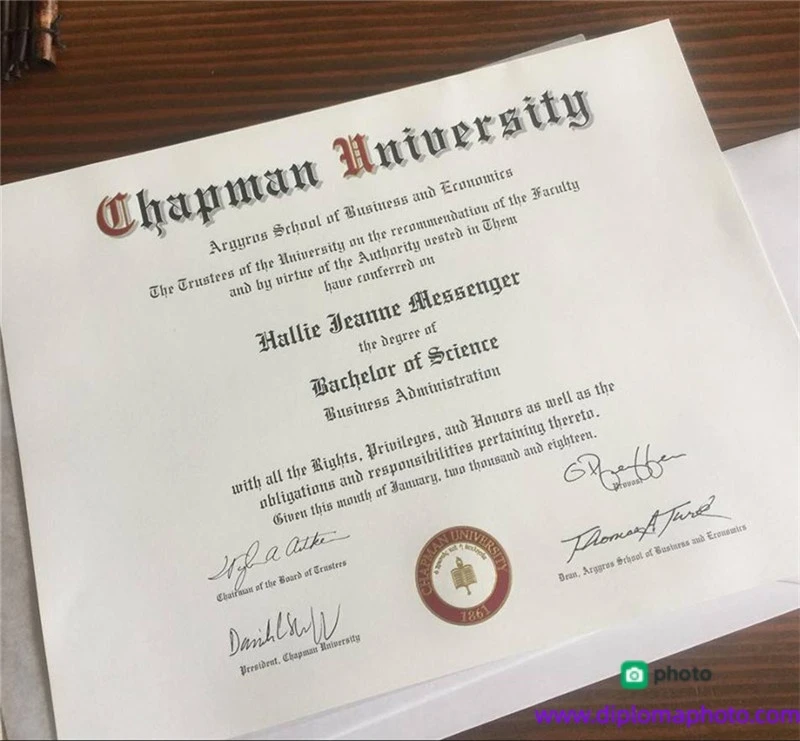 Chapman University
Argyros School of Business and Economics
The Trustees of the University on the recommendation of the Faculty
and by virtue of the Authority vested in Them
have conferred on
Hallie Jeanne Messenger
the degree of
Bachelor of Science
Business Administration
with all the Rights, Privileges, and Honors as well as the
obligations and responsibilities pertaining thereto.
Given this month of January, two thousand and eighteen.
Provost
Chairman of the Board of Trustees
Thomas A Turk
Dean, Argyros School of Business and Economics
President, Chapman University
CHAPMAN UNIVERSITY
1861
photo
www.diplomaphoto.com